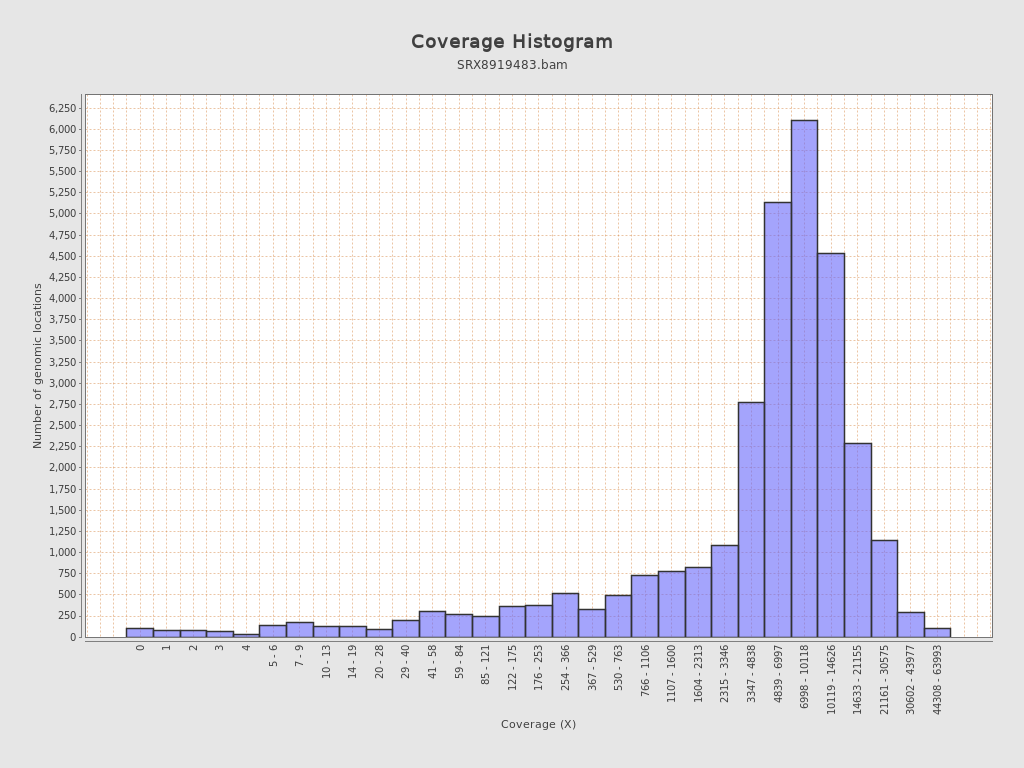 Coverage Histogram
SRX8919483.bam
Number of genomic locations
6,250
6,000
5,750
5,500
5,250
5,000
4,750
4,500
4,250
4,000
3,750
3,500
3,250
3,000
2,750
2,500
2,250
2,000
1,750
1,500
1,250
1,000
750
500
250
0
0
1
2
3
4
5 - 6
7 - 9
10 - 13
14 - 19
20 - 28
29 - 40
41 - 58
59 - 84
85 - 121
122 - 175
176 - 253
254 - 366
367 - 529
530 - 763
766 - 1106
1107 - 1600
1604 - 2313
2315 - 3346
3347 - 4838
4839 - 6997
6998 - 10118
10119 - 14626
14633 - 21155
21161 - 30575
30602 - 43977
44308 - 63993
Coverage (X)